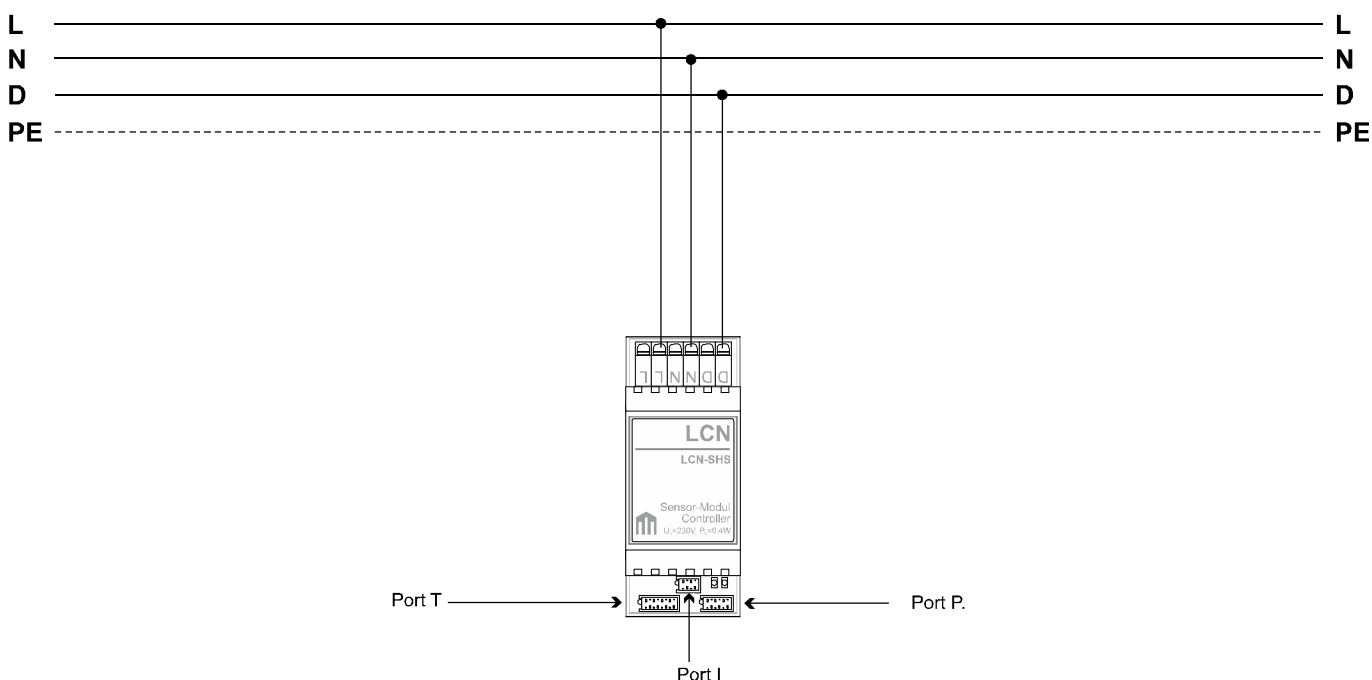 L L
N N
D D
PE PE
L L N N D D
LCN
LCN-SHS
Sensor-Modul
Controller
Port T
Port P.
Port I